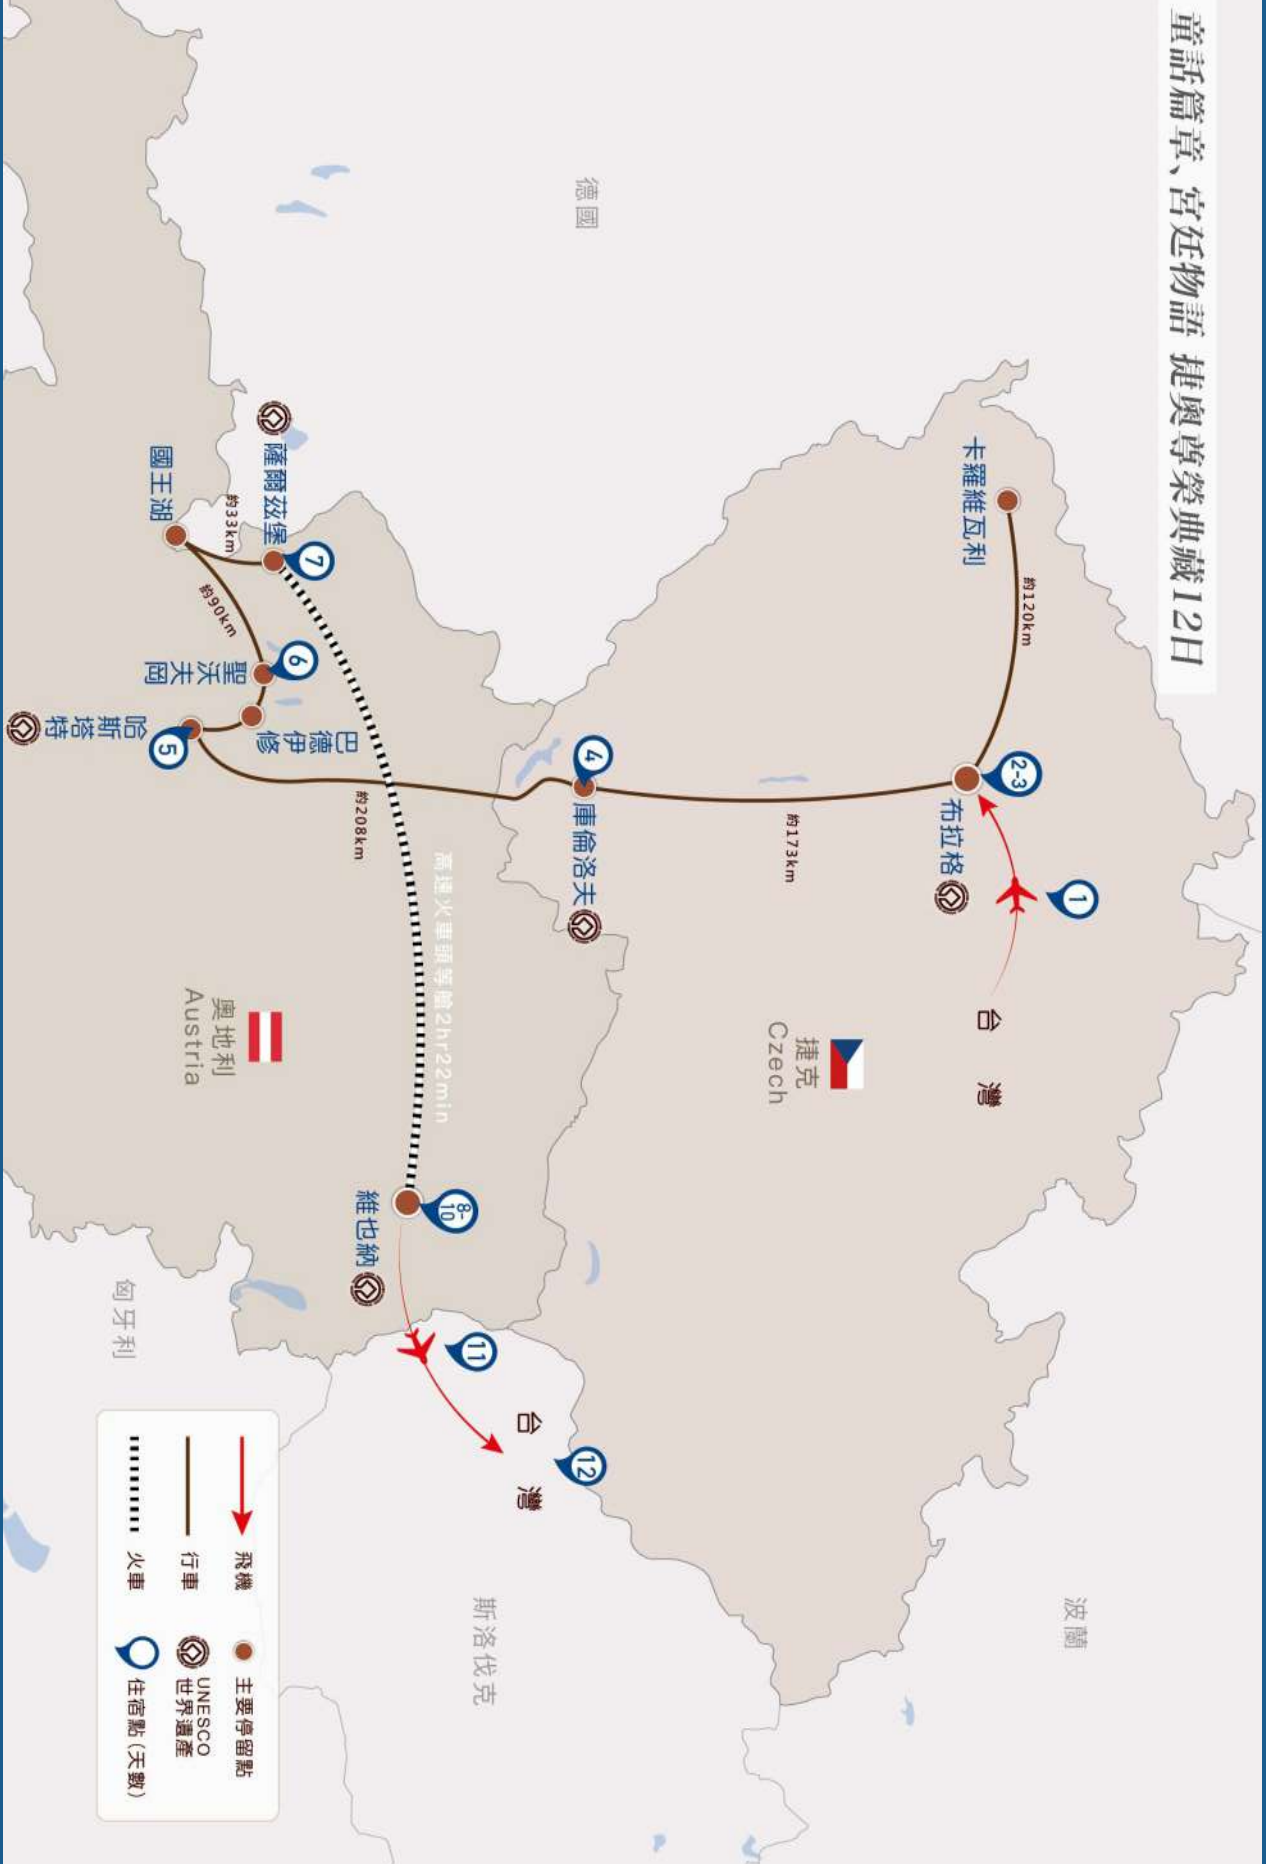 童話篇章、宮廷物語 捷奧尊榮典藏12日
德國
波蘭
卡羅維瓦利
約120km
2-3
布拉格
1
台 灣
捷克
Czech
約173km
4
庫倫洛夫
約208km
高速火車頭等艙2hr22min
7
薩爾茲堡
約33km
國王湖
約90km
6
聖沃夫岡
巴德伊修
5
哈斯塔特
奧地利
Austria
8-10
維也納
11
台 灣
12
匈牙利
斯洛伐克
飛機
行車
火車
主要停留點
UNESCO
世界遺產
住宿點(天數)